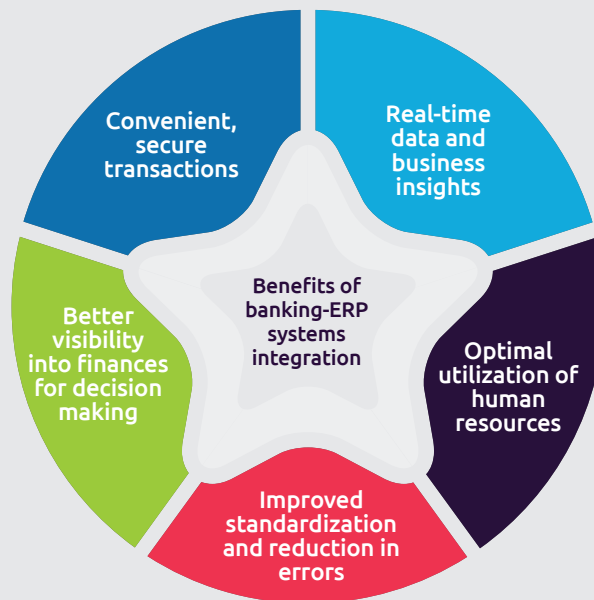 Convenient,
secure
transactions
Real-time
data and
business
insights
Benefits of
banking-ERP
systems
integration
Better
visibility
into finances
for decision
making
Optimal
utilization of
human
resources
Improved
standardization
and reduction in
errors